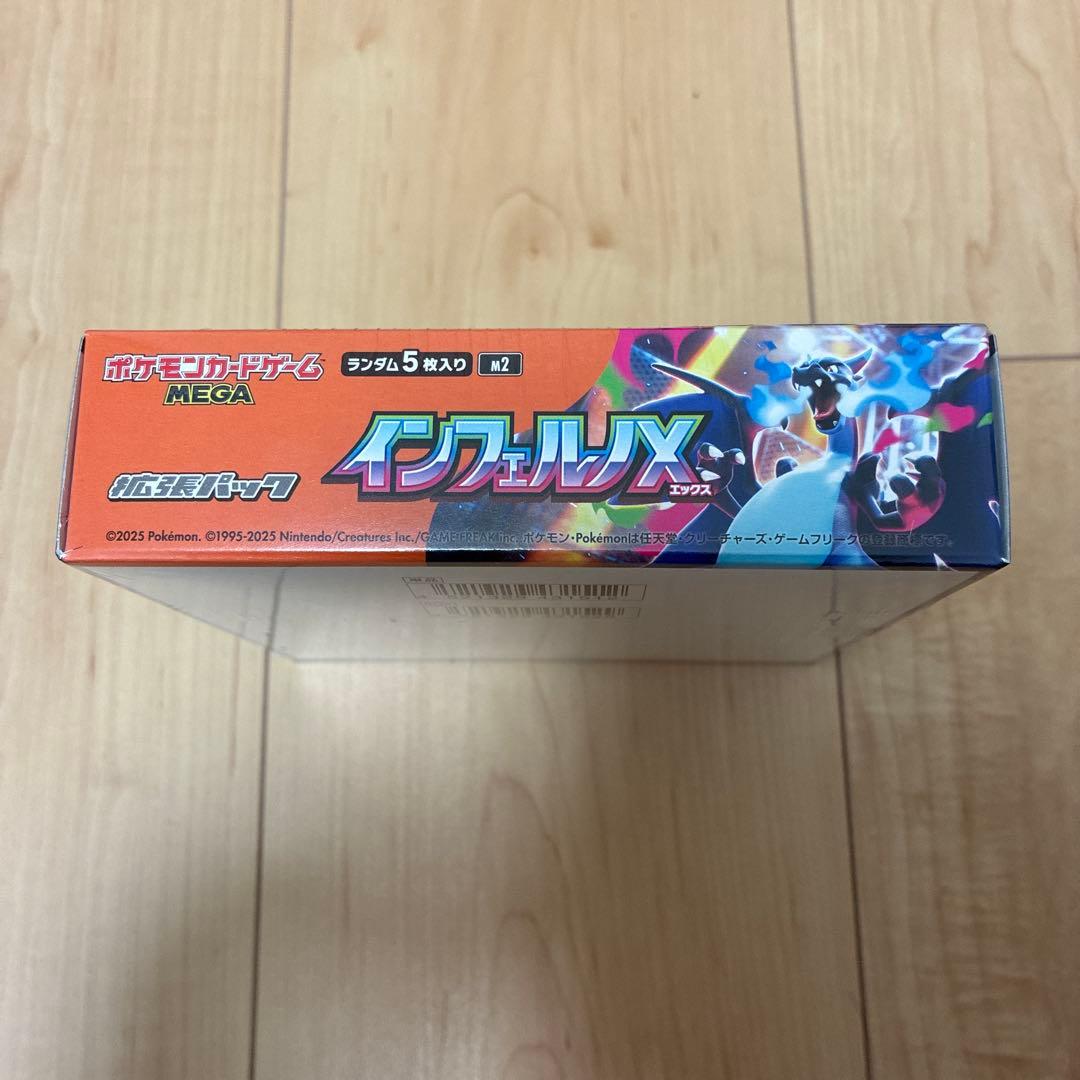 ポケモンカードゲーム™
MEGA
ランダム5枚入り M2
インフェルノX
エックス
拡張パック
©2025 Pokémon. ©1995-2025 Nintendo/Creatures Inc./GAME FREAK inc. ポケモン・Pokémonは任天堂・クリーチャーズ・ゲームフリークの登録商標です。